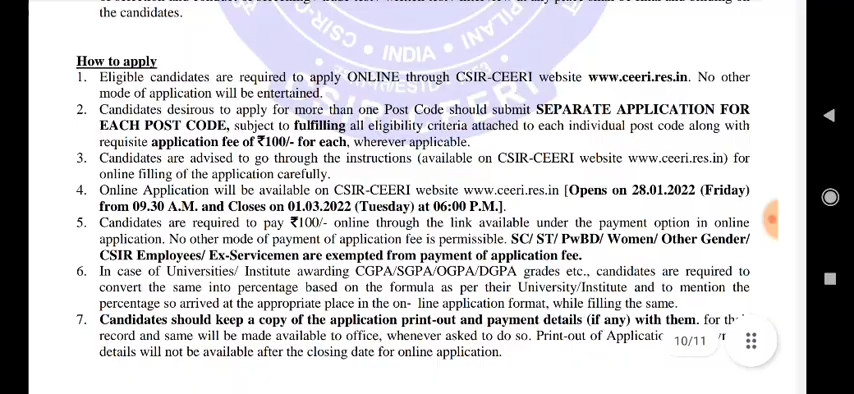 the candidates.
CSIR • INDIA • PILANI
How to apply
1. Eligible candidates are required to apply ONLINE through CSIR-CEERI website www.ceeri.res.in. No other
mode of application will be entertained.
2. Candidates desirous to apply for more than one Post Code should submit SEPARATE APPLICATION FOR
EACH POST CODE, subject to fulfilling all eligibility criteria attached to each individual post code along with
requisite application fee of ₹100/- for each, wherever applicable.
3. Candidates are advised to go through the instructions (available on CSIR-CEERI website www.ceeri.res.in) for
online filling of the application carefully.
4. Online Application will be available on CSIR-CEERI website www.ceeri.res.in [Opens on 28.01.2022 (Friday)
from 09.30 A.M. and Closes on 01.03.2022 (Tuesday) at 06:00 P.M.].
5. Candidates are required to pay ₹100/- online through the link available under the payment option in online
application. No other mode of payment of application fee is permissible. SC/ ST/ PwBD/ Women/ Other Gender/
CSIR Employees/ Ex-Servicemen are exempted from payment of application fee.
6. In case of Universities/ Institute awarding CGPA/SGPA/OGPA/DGPA grades etc., candidates are required to
convert the same into percentage based on the formula as per their University/Institute and to mention the
percentage so arrived at the appropriate place in the on- line application format, while filling the same.
7. Candidates should keep a copy of the application print-out and payment details (if any) with them. for
record and same will be made available to office, whenever asked to do so. Print-out of
details will not be available after the closing date for online application.
10/11